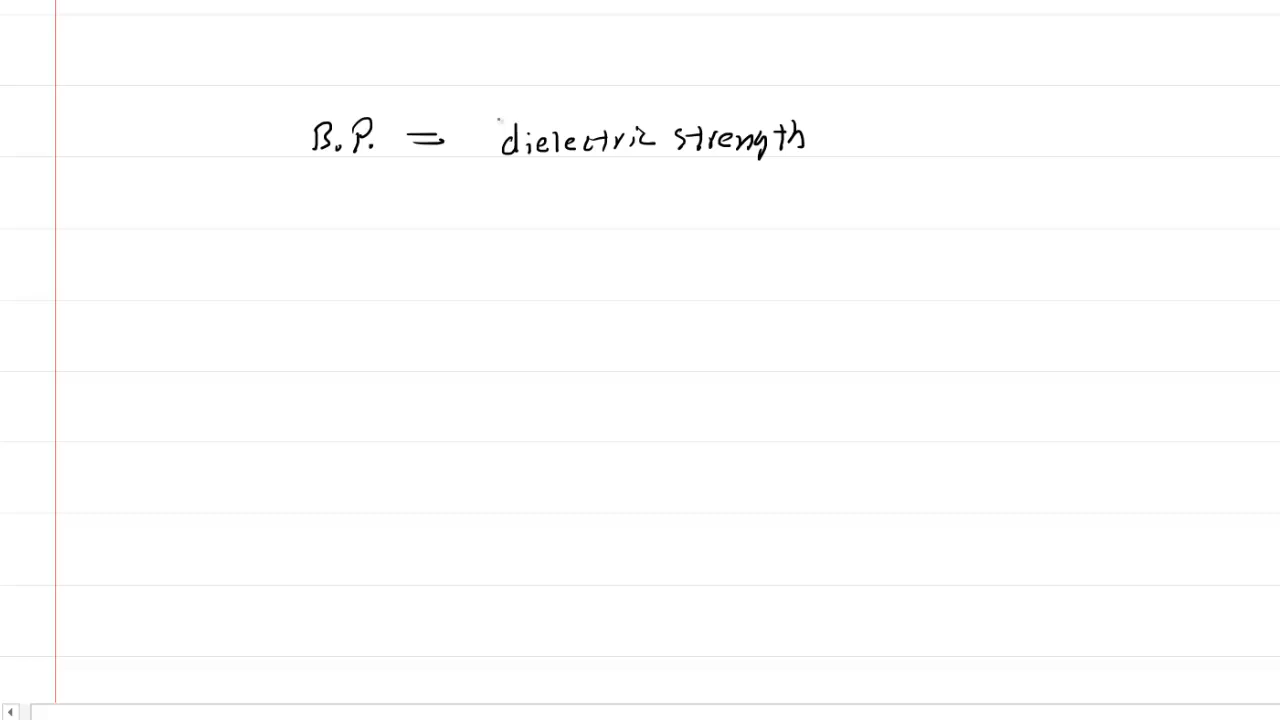 B.P. = dielectric strength